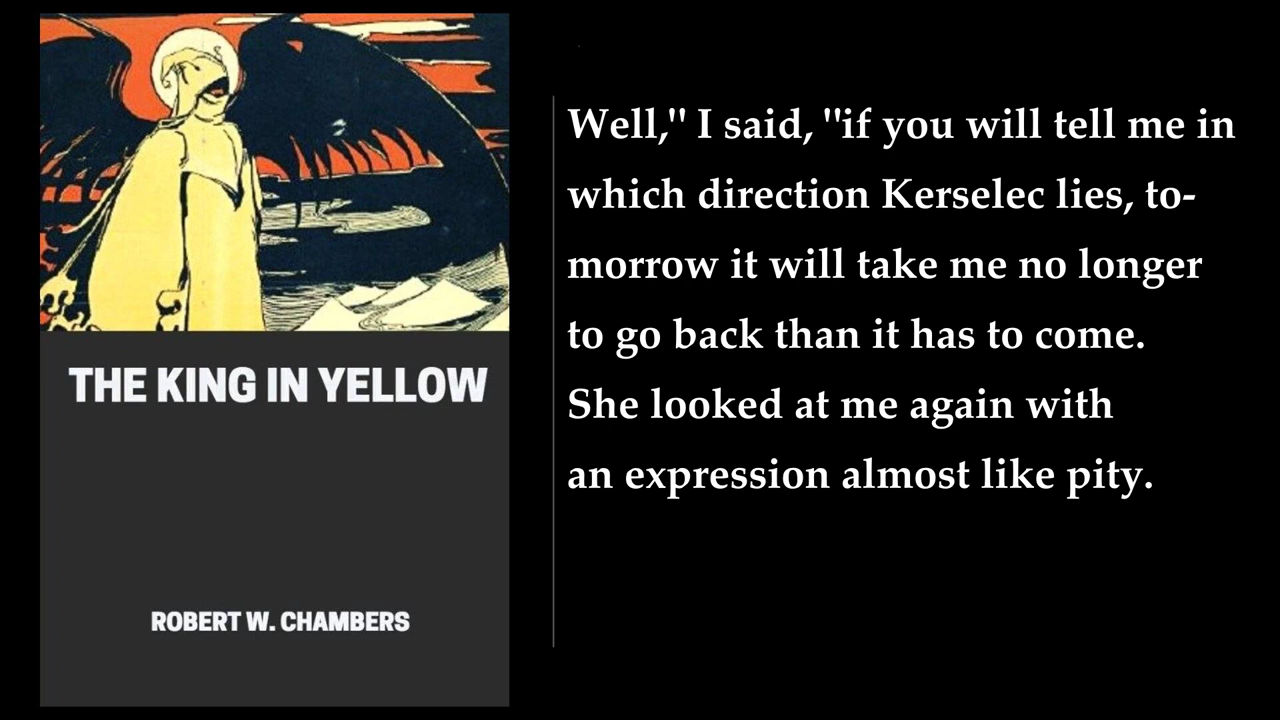 THE KING IN YELLOW
ROBERT W. CHAMBERS
Well," I said, "if you will tell me in
which direction Kerselec lies, to-
morrow it will take me no longer
to go back than it has to come.
She looked at me again with
an expression almost like pity.